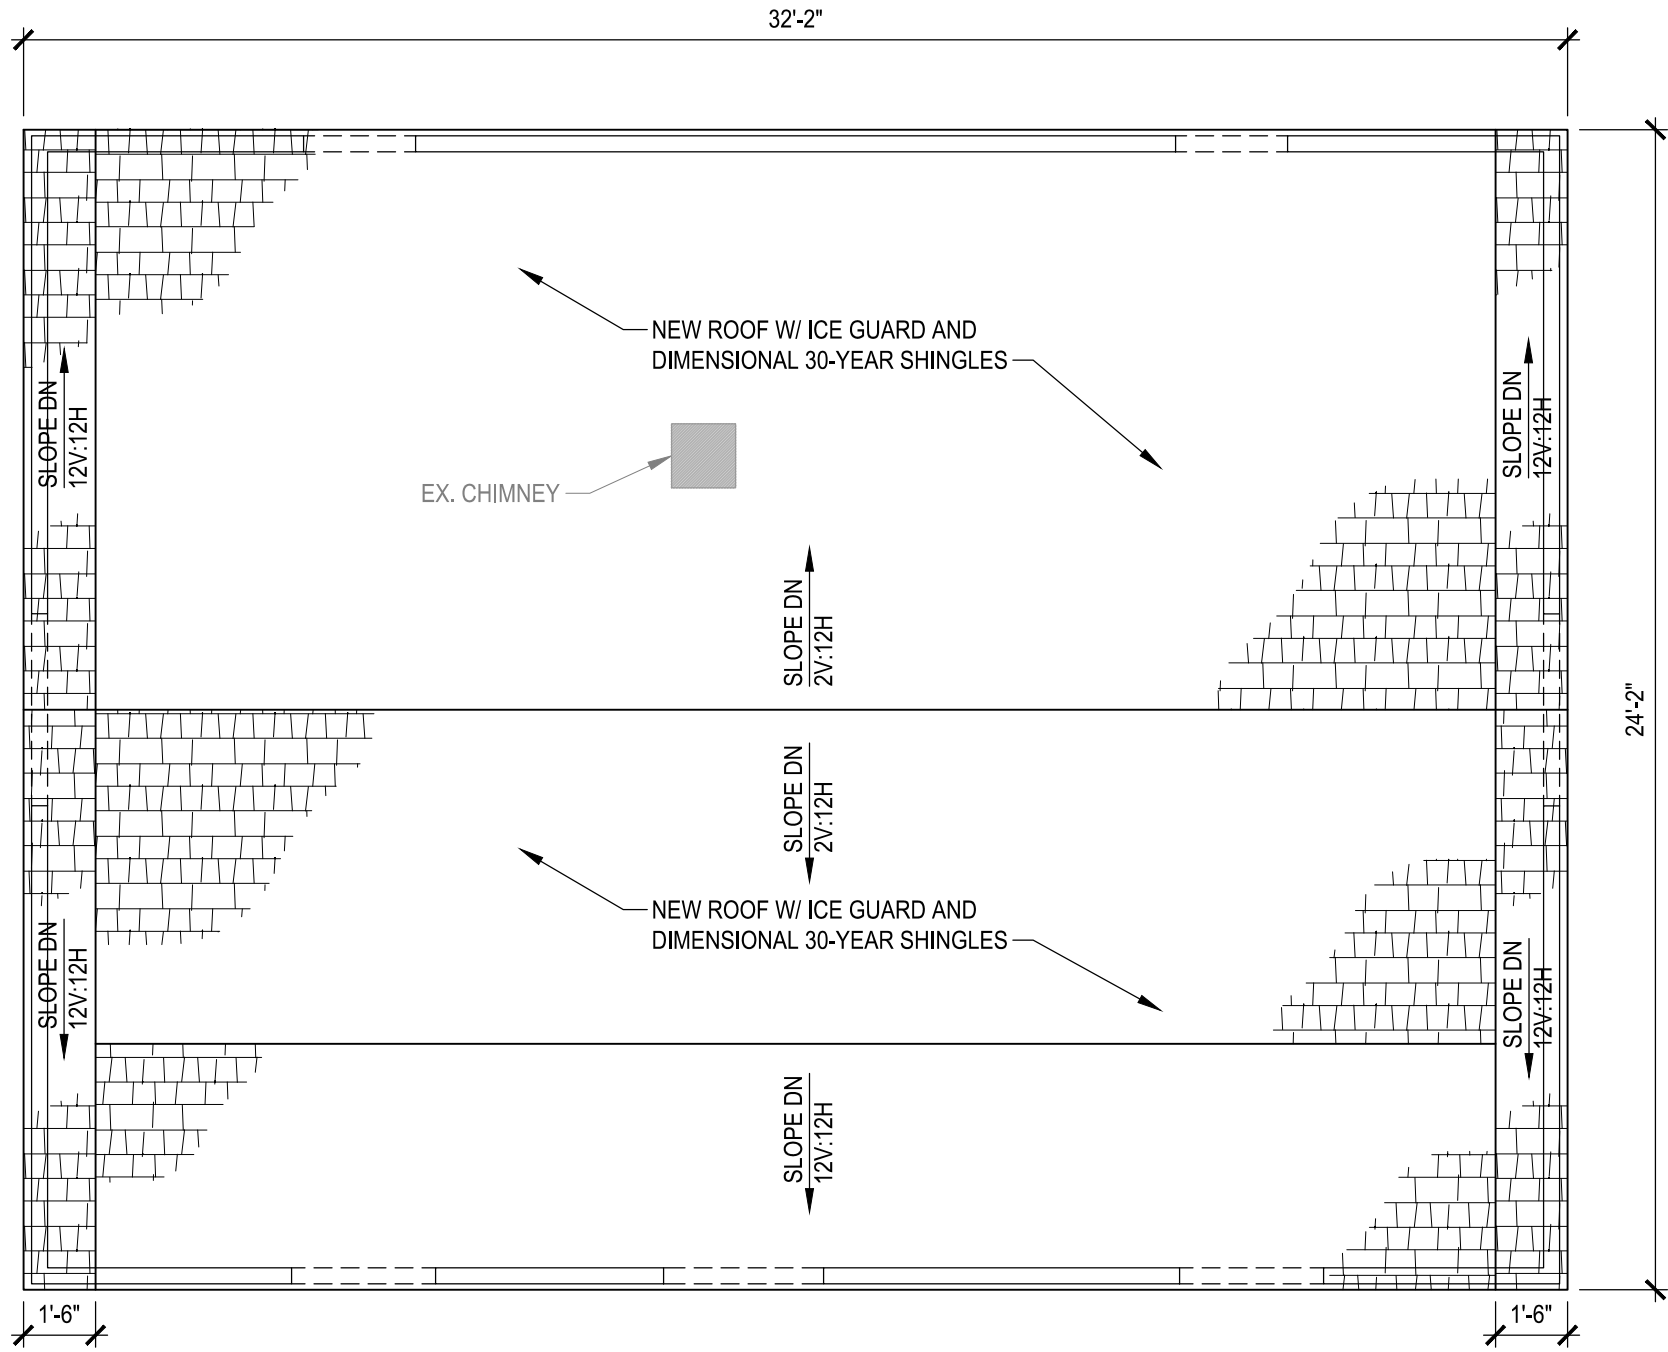 32'-2"
NEW ROOF W/ ICE GUARD AND
DIMENSIONAL 30-YEAR SHINGLES
SLOPE DN
12V:12H
SLOPE DN
12V:12H
EX. CHIMNEY
SLOPE DN
2V:12H
24'-2"
SLOPE DN
2V:12H
NEW ROOF W/ ICE GUARD AND
DIMENSIONAL 30-YEAR SHINGLES
SLOPE DN
12V:12H
SLOPE DN
12V:12H
SLOPE DN
12V:12H
1'-6"
1'-6"